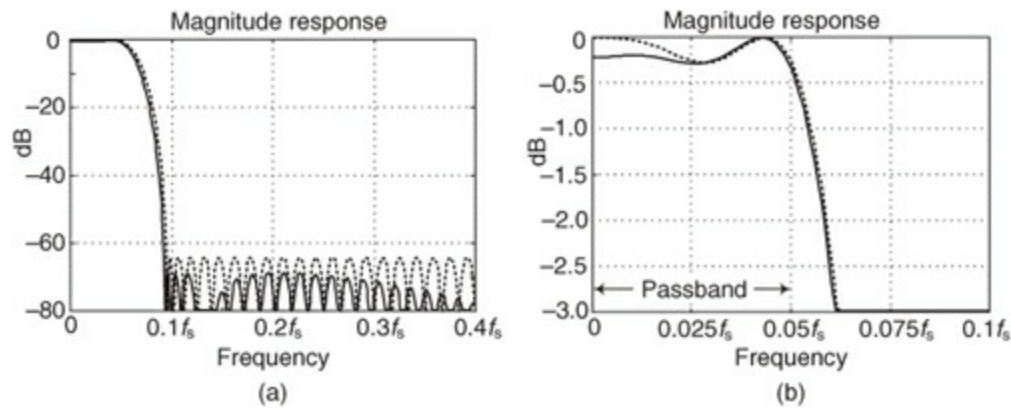 Magnitude response
0
–20
–40
–60
–80
dB
0
0.1fs
0.2fs
0.3fs
0.4fs
Frequency
(a)
Magnitude response
0
–0.5
–1.0
–1.5
–2.0
–2.5
–3.0
dB
Passband
0
0.025fs
0.05fs
0.075fs
0.1fs
Frequency
(b)